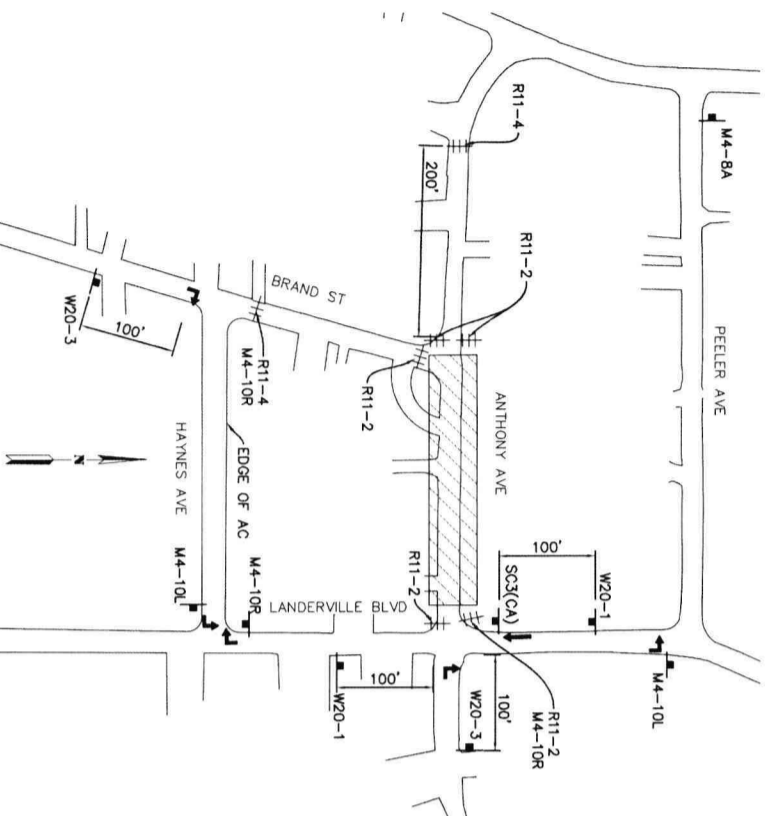 M4-8A
R11-4
200'
R11-2
PEELER AVE
BRAND ST
W20-3
100'
R11-4
M4-10R
R11-2
ANTHONY AVE
HAYNES AVE
EDGE OF AC
N
100'
W20-1
SC3(CA)
R11-2
M4-10L
M4-10R
LANDERVILLE BLVD
M4-10L
R11-2
M4-10R
100'
W20-3
100'
W20-1